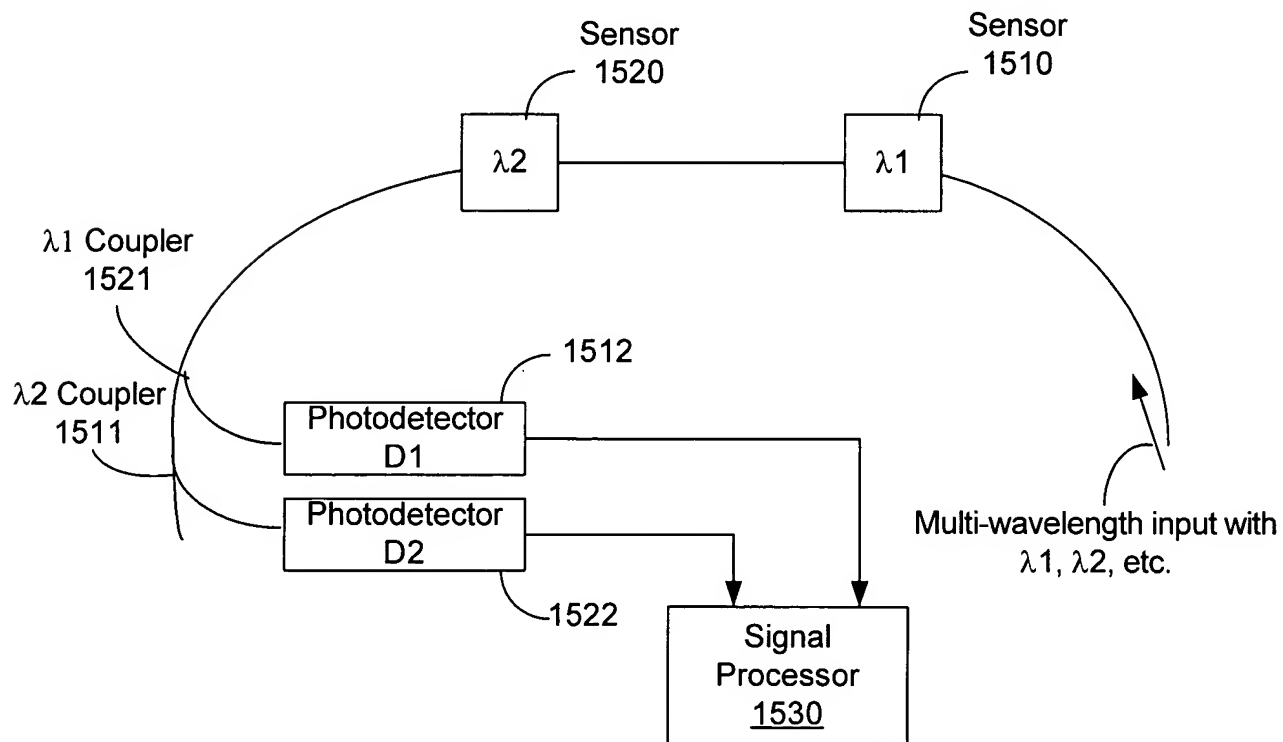 Sensor
1520
Sensor
1510
λ2
λ1
λ1 Coupler
1521
λ2 Coupler
1511
1512
Photodetector
D1
Photodetector
D2
1522
Multi-wavelength input with
λ1, λ2, etc.
Signal
Processor
1530